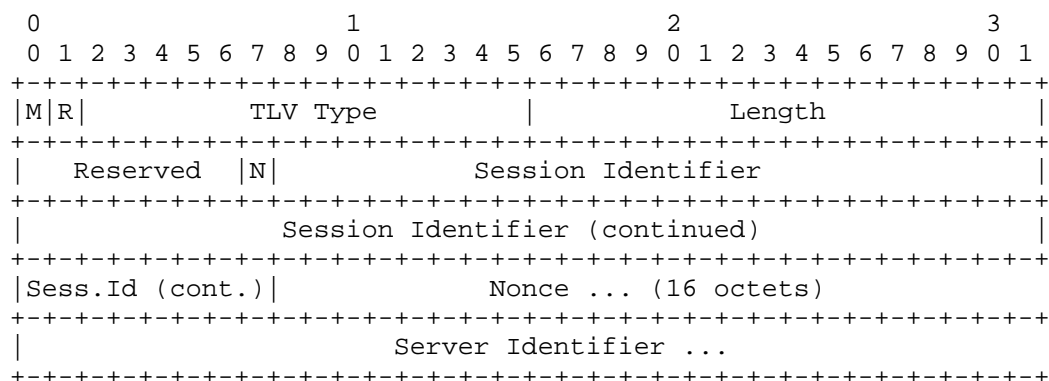 0                   1                   2                   3
 0 1 2 3 4 5 6 7 8 9 0 1 2 3 4 5 6 7 8 9 0 1 2 3 4 5 6 7 8 9 0 1
+-+-+-+-+-+-+-+-+-+-+-+-+-+-+-+-+-+-+-+-+-+-+-+-+-+-+-+-+-+-+-+-+
|M|R|          TLV Type         |            Length             |
+-+-+-+-+-+-+-+-+-+-+-+-+-+-+-+-+-+-+-+-+-+-+-+-+-+-+-+-+-+-+-+-+
|   Reserved  |N|            Session Identifier                 |
+-+-+-+-+-+-+-+-+-+-+-+-+-+-+-+-+-+-+-+-+-+-+-+-+-+-+-+-+-+-+-+-+
|                Session Identifier (continued)                 |
+-+-+-+-+-+-+-+-+-+-+-+-+-+-+-+-+-+-+-+-+-+-+-+-+-+-+-+-+-+-+-+-+
|Sess.Id (cont.)|             Nonce ... (16 octets)
+-+-+-+-+-+-+-+-+-+-+-+-+-+-+-+-+-+-+-+-+-+-+-+-+-+-+-+-+-+-+-+-+
|                       Server Identifier ...
+-+-+-+-+-+-+-+-+-+-+-+-+-+-+-+-+-+-+-+-+-+-+-+-+-+-+-+-+-+-+-+-+